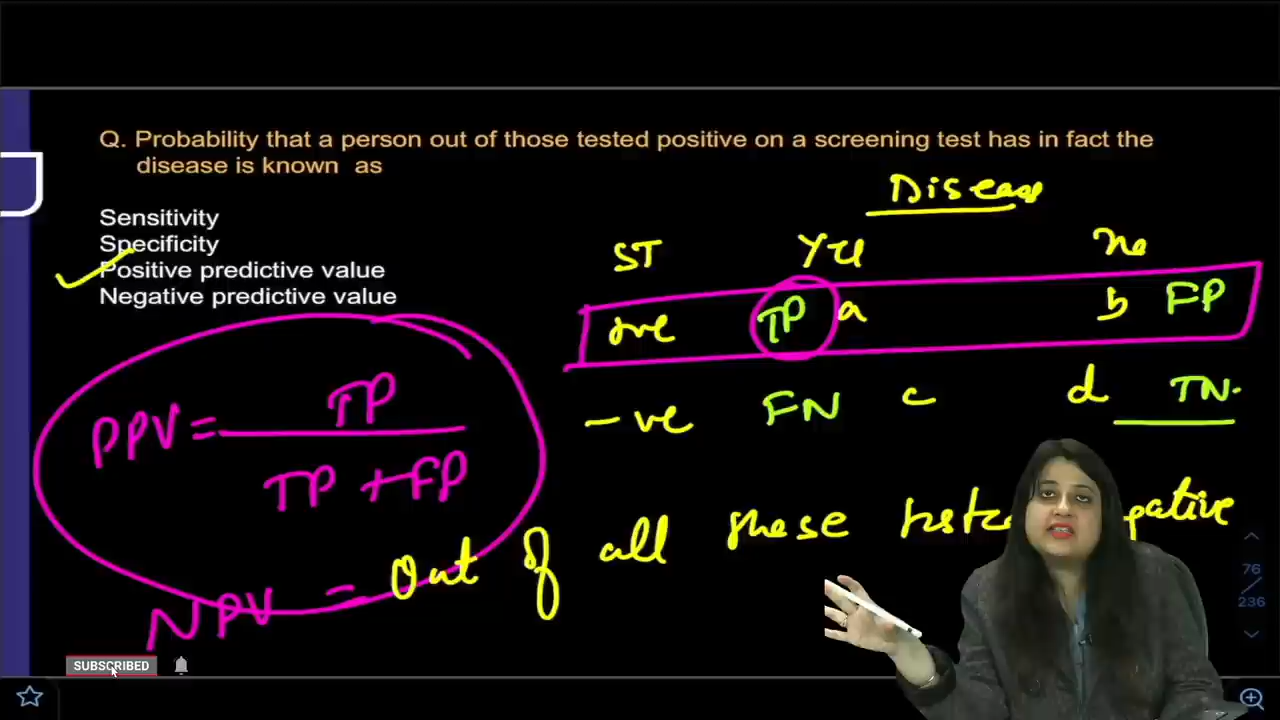 Q. Probability that a person out of those tested positive on a screening test has in fact the
disease is known as
Disease
Sensitivity
Specificity
Positive predictive value
Negative predictive value
ST Yes No
+ve TP a b FP
-ve FN c d TN.
PPV = TP
TP + FP
NPV = Out of all those
76
236
SUBSCRIBED